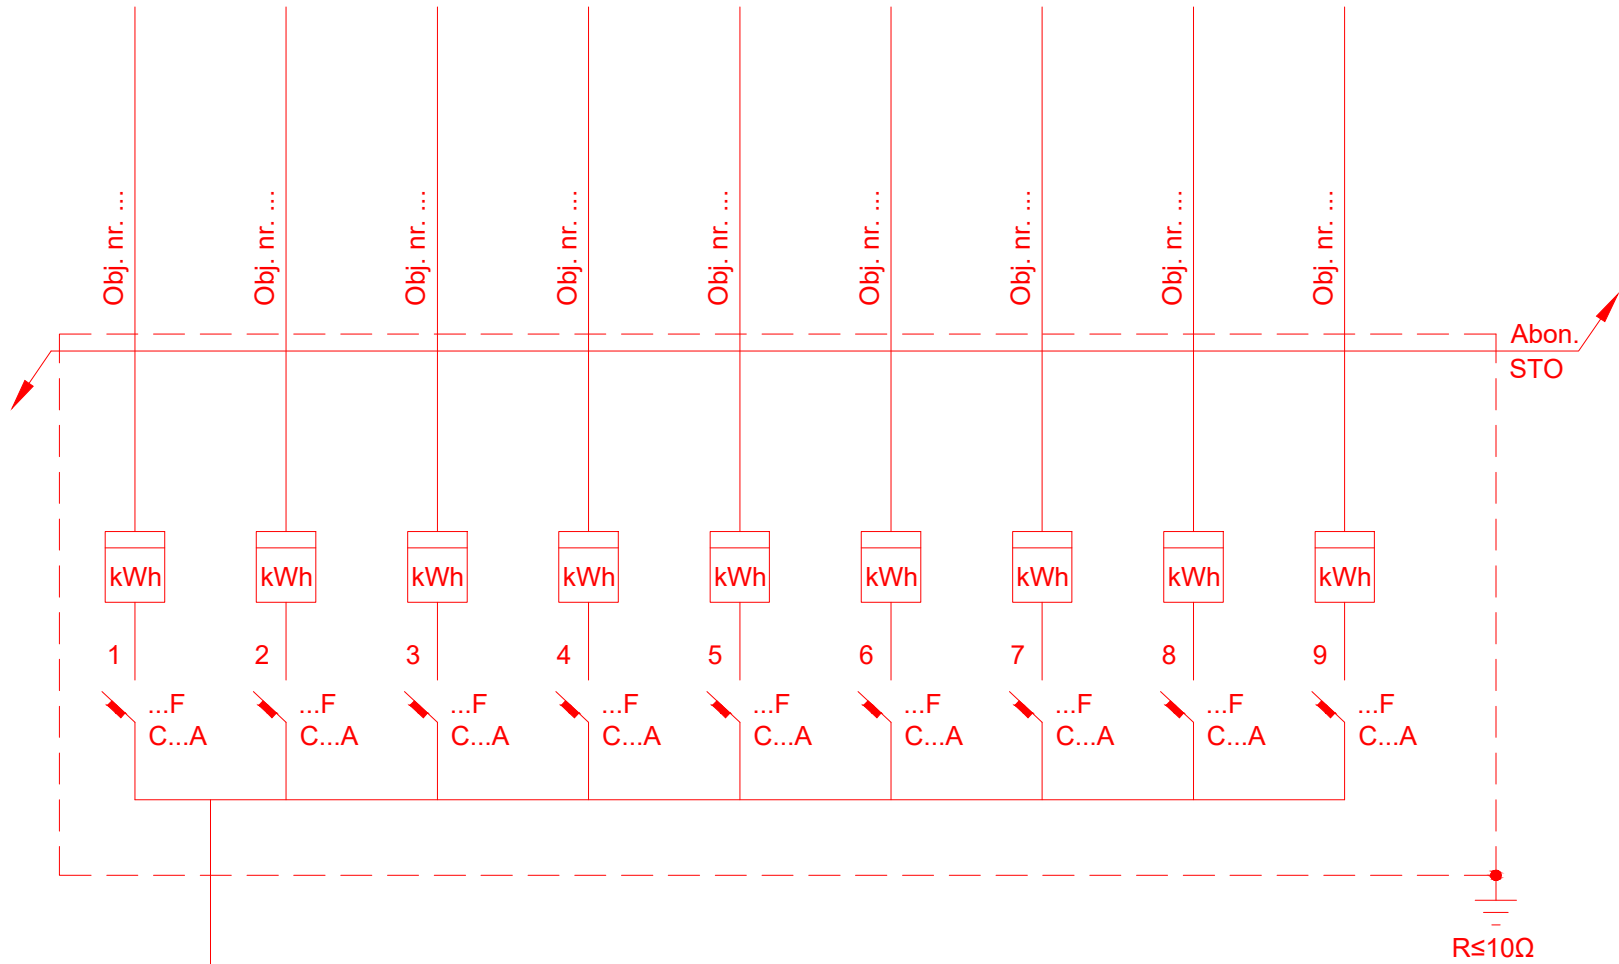 Obj. nr. ...
Obj. nr. ...
Obj. nr. ...
Obj. nr. ...
Obj. nr. ...
Obj. nr. ...
Obj. nr. ...
Obj. nr. ...
Obj. nr. ...
Abon.
STO
kWh
kWh
kWh
kWh
kWh
kWh
kWh
kWh
kWh
1
2
3
4
5
6
7
8
9
...F
C...A
...F
C...A
...F
C...A
...F
C...A
...F
C...A
...F
C...A
...F
C...A
...F
C...A
...F
C...A
R≤10Ω